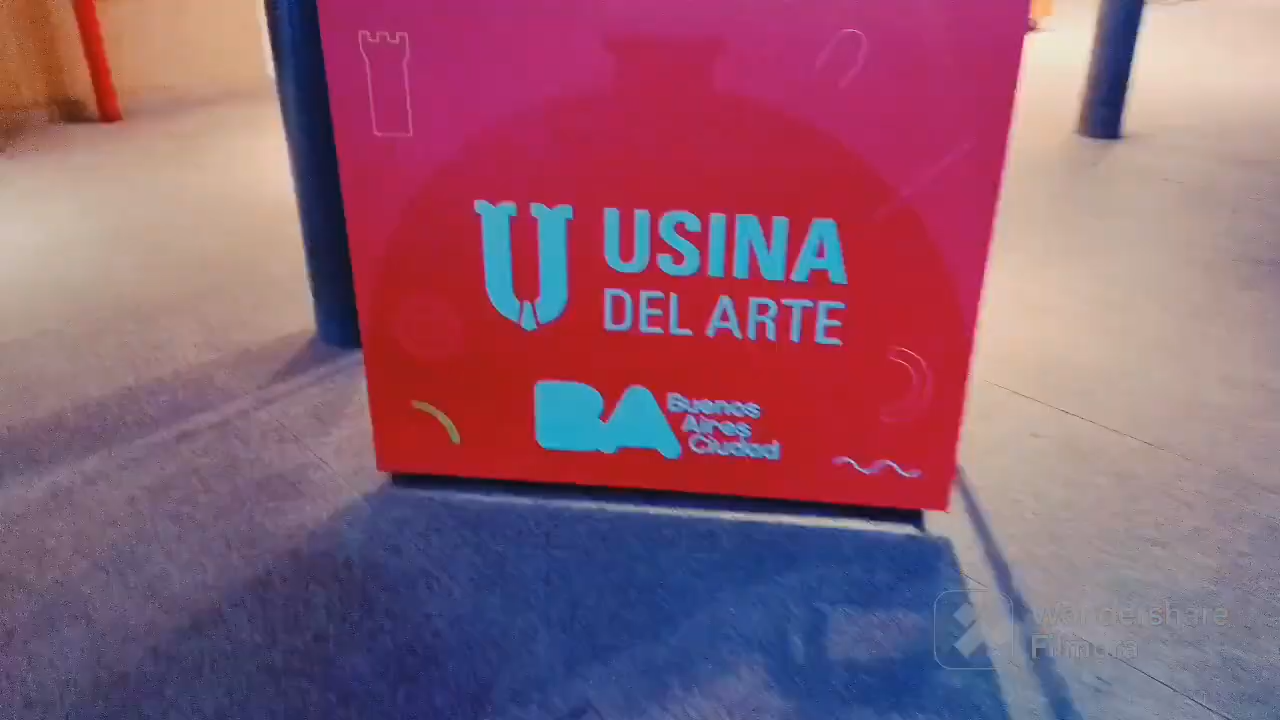 USINA
DEL ARTE
BA
Buenos
Aires
Ciudad
Wondershare
Filmora